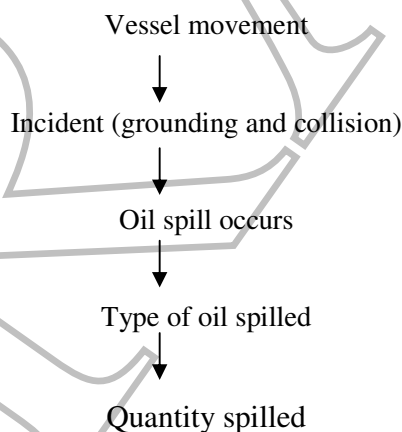 Vessel movement
Incident (grounding and collision)
Oil spill occurs
Type of oil spilled
Quantity spilled